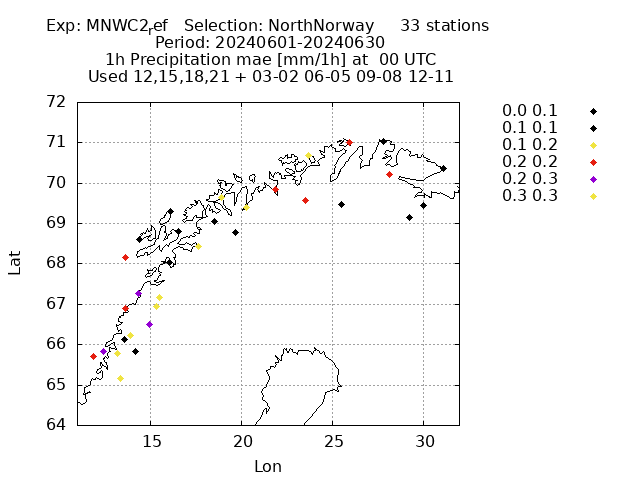 Exp: MNWC2ref Selection: NorthNorway 33 stations
Period: 20240601-20240630
1h Precipitation mae [mm/1h] at 00 UTC
Used 12,15,18,21 + 03-02 06-05 09-08 12-11
72
71
70
69
68
67
66
65
64
Lat
15 20 25 30
Lon
0.0 0.1
0.1 0.1
0.1 0.2
0.2 0.2
0.2 0.3
0.3 0.3